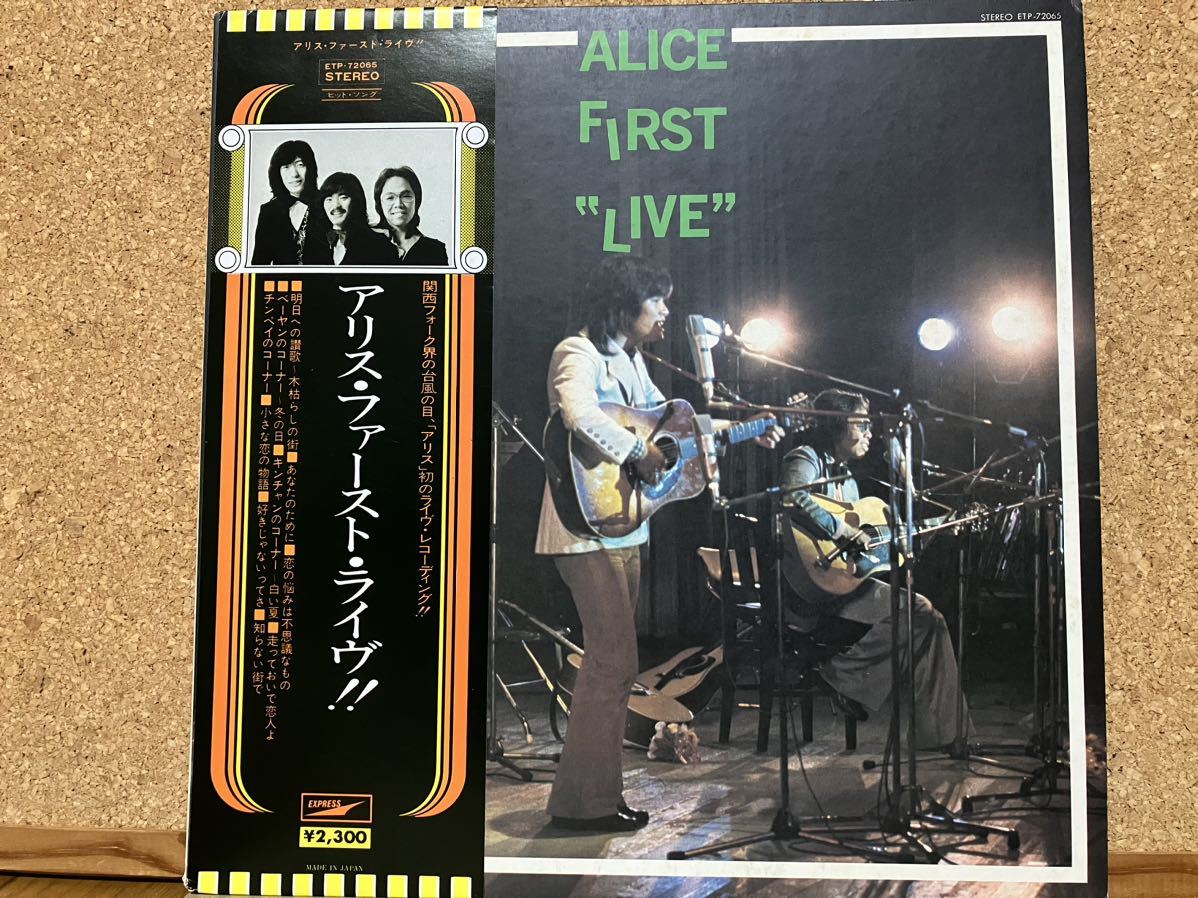 アリス・ファースト・ライヴ!!
ETP-72065
STEREO
ヒット・ソング
関西フォーク界の台風の目、「アリス」初のライヴ・レコーディング!!
アリス・ファースト・ライヴ!!
■明日への讃歌~木枯らしの街■あなたのために■恋の悩みは不思議なもの
■ベーヤンのコーナー~冬の日■キンチャンのコーナー~白い夏■走っておいで恋人よ
■チンペイのコーナー■小さな恋の物語■好きじゃないってさ■知らない街で
EXPRESS
¥2,300
MADE IN JAPAN
STEREO ETP-72065
ALICE
FIRST
"LIVE"